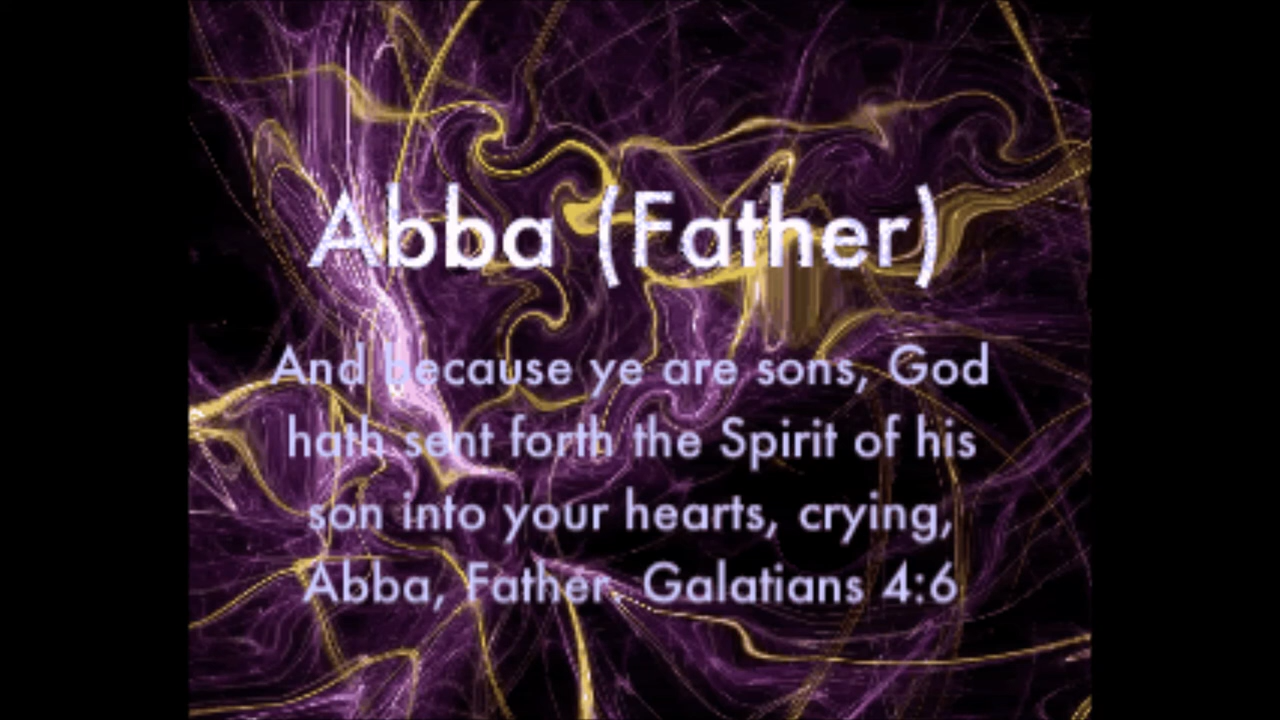 Abba (Father)
And because ye are sons, God
hath sent forth the Spirit of his
son into your hearts, crying,
Abba, Father. Galatians 4:6